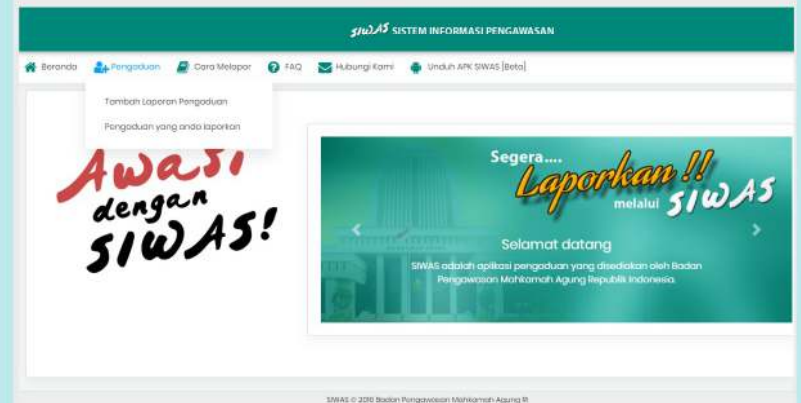 SIWAS SISTEM INFORMASI PENGAWASAN
Beranda Pengaduan Cara Melapor FAQ Hubungi Kami Unduh APK SIWAS [Beta]
Tambah Laporan Pengaduan
Pengaduan yang anda laporkan
Awasi
dengan
SIWAS!
Segera....
Laporkan !!
melalui SIWAS
Selamat datang
SIWAS adalah aplikasi pengaduan yang disediakan oleh Badan
Pengawasan Mahkamah Agung Republik Indonesia.
SIWAS © 2016 Badan Pengawasan Mahkamah Agung RI